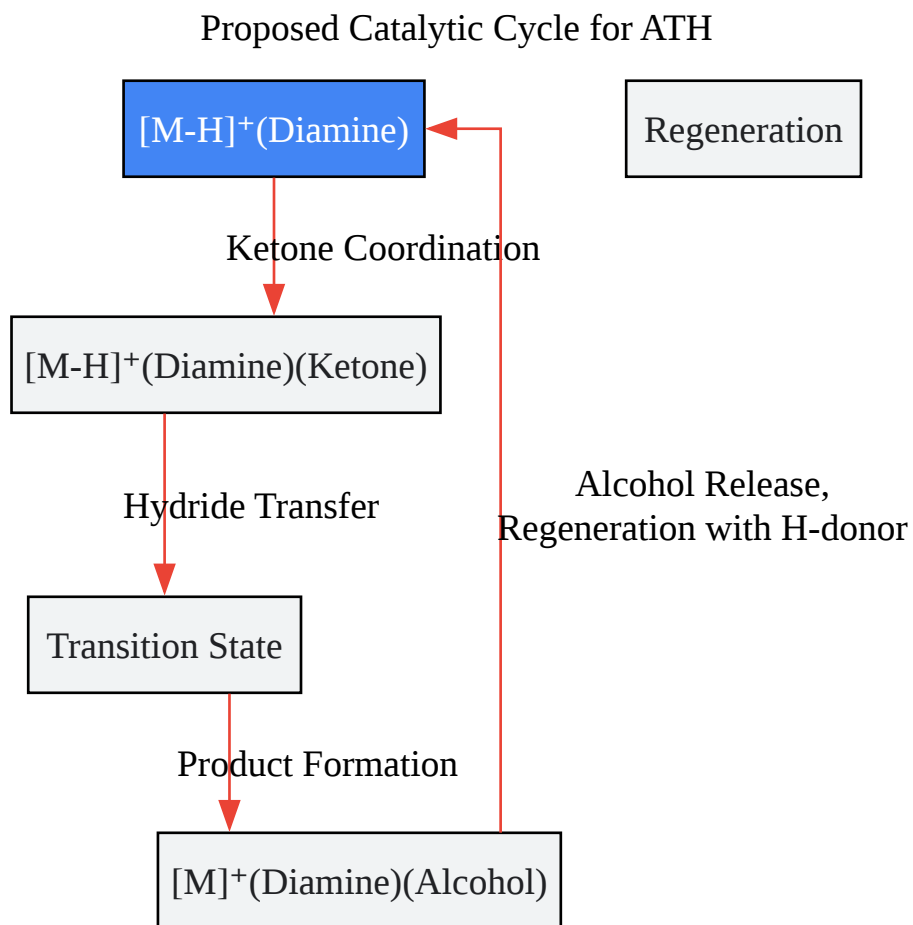 Proposed Catalytic Cycle for ATH
[M-H]⁺(Diamine)
Regeneration
Ketone Coordination
[M-H]⁺(Diamine)(Ketone)
Hydride Transfer
Alcohol Release,
Regeneration with H-donor
Transition State
Product Formation
[M]⁺(Diamine)(Alcohol)